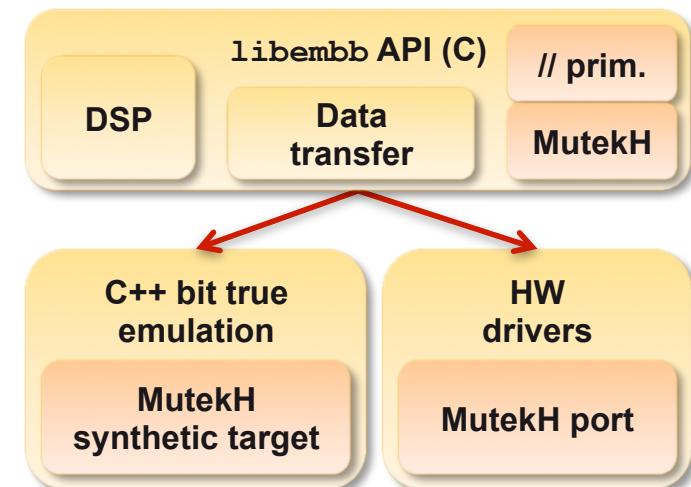 libembb API (C)
// prim.
DSP
Data
transfer
MutekH
C++ bit true
emulation
MutekH
synthetic target
HW
drivers
MutekH port